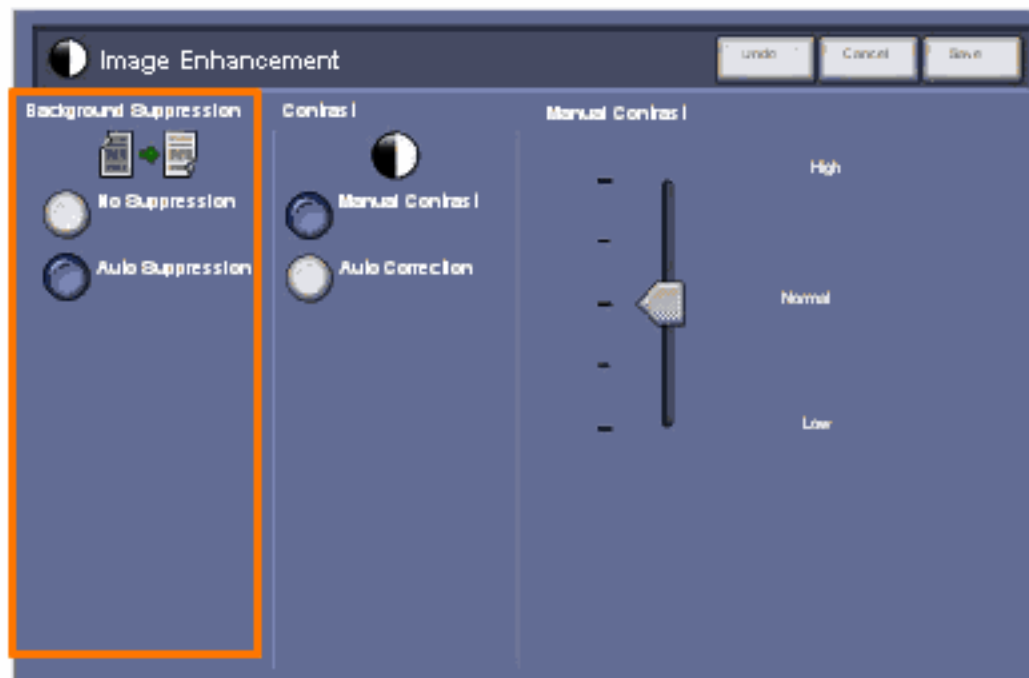 Image Enhancement
Undo
Cancel
Save
Background Suppression
No Suppression
Auto Suppression
Contrast
Manual Contrast
Auto Correction
Manual Contrast
High
Normal
Low